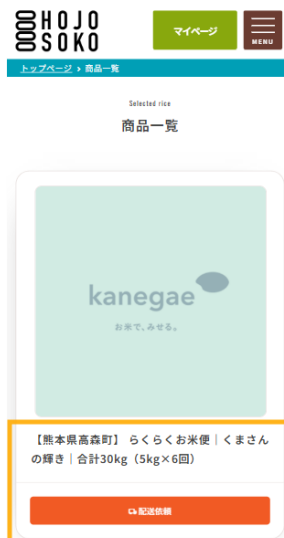 HOJO
SOKO
マイページ
MENU
トップページ › 商品一覧
Selected rice
商品一覧
kanegae
お米で、みせる。
【熊本県高森町】 らくらくお米便｜くまさん
の輝き｜合計30kg（5kg×6回）
配送依頼